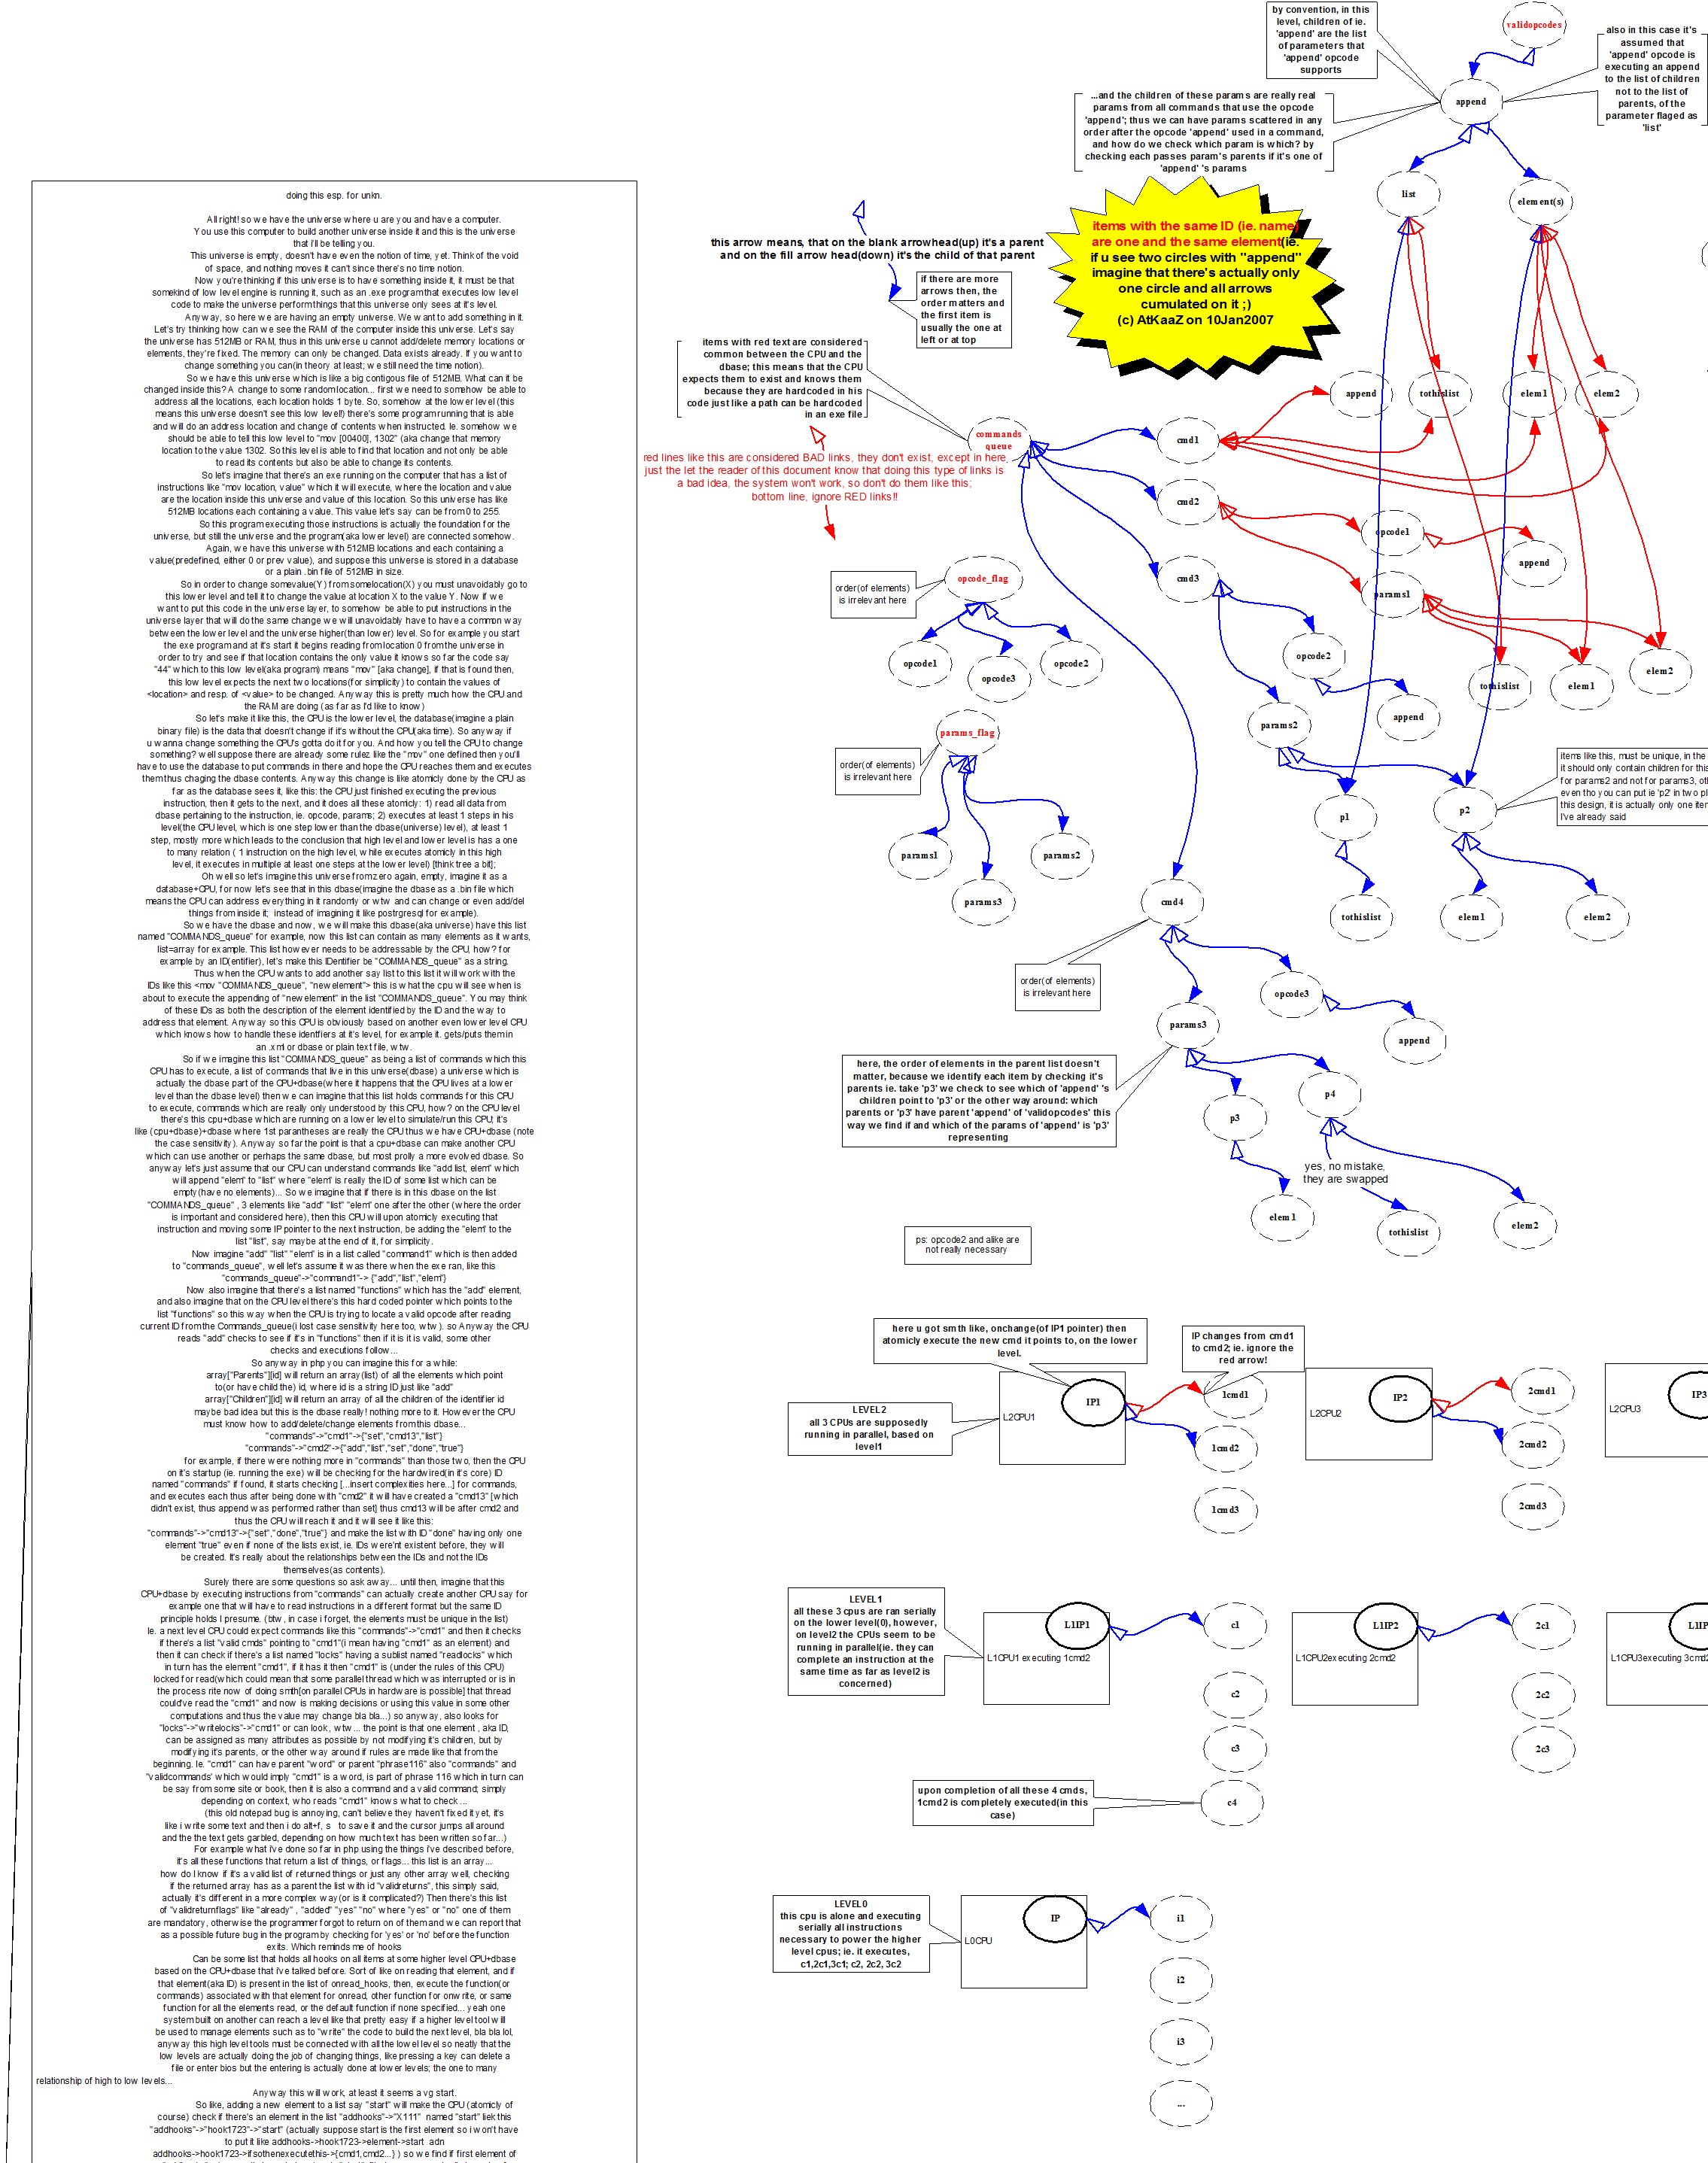 doing this esp. for unkn.
All right! so we have the universe where u are you and have a computer.
You use this computer to build another universe inside it and this is the universe
that i'll be telling you.
This universe is empty, doesn't have even the notion of time, yet. Think of the void
of space, and nothing moves it can't since there's no time notion.
Now you're thinking if this universe is to have something inside it, it must be that
somekind of low level engine is running it, such as an .exe program that executes low level
code to make the universe perform things that this universe only sees at it's level.
Anyway, so here we are having an empty universe. We want to add something in it.
Let's try thinking how can we see the RAM of the computer inside this universe. Let's say
the universe has 512MB or RAM, thus in this universe u cannot add/delete memory locations or
elements, they're fixed. The memory can only be changed. Data exists already. If you want to
change something you can(in theory at least; we still need the time notion).
So we have this universe which is like a big contigous file of 512MB. What can it be
changed inside this? A change to some random location... first we need to somehow be able to
address all the locations, each location holds 1 byte. So, somehow at the lower level (this
means this universe doesn't see this low level!) there's some program running that is able
and will do an address location and change of contents when instructed. Ie. somehow we
should be able to tell this low level to "mov [00400], 1302" (aka change that memory
location to the value 1302. So this level is able to find that location and not only be able
to read its contents but also be able to change its contents.
So let's imagine that there's an exe running on the computer that has a list of
instructions like "mov location, value" which it will execute, where the location and value
are the location inside this universe and value of this location. So this universe has like
512MB locations each containing a value. This value let's say can be from 0 to 255.
So this program executing those instructions is actually the foundation for the
universe, but still the universe and the program(aka lower level) are connected somehow.
Again, we have this universe with 512MB locations and each containing a
value(predefined, either 0 or prev value), and suppose this universe is stored in a database
or a plain .bin file of 512MB in size.
So in order to change somevalue(Y) from somelocation(X) you must unavoidably go to
this lower level and tell it to change the value at location X to the value Y. Now if we
want to put this code in the universe layer, to somehow be able to put instructions in the
universe layer that will do the same change we will unavoidably have to have a common way
between the lower level and the universe higher(than lower) level. So for example you start
the exe program and at it's start it begins reading from location 0 from the universe in
order to try and see if that location contains the only value it knows so far the code say
"44" which to this low level(aka program) means "mov" [aka change], if that is found then,
this low level expects the next two locations(for simplicity) to contain the values of
<location> and resp. of <value> to be changed. Anyway this is pretty much how the CPU and
the RAM are doing (as far as I'd like to know)
So let's make it like this, the CPU is the lower level, the database(imagine a plain
binary file) is the data that doesn't change if it's without the CPU(aka time). So anyway if
u wanna change something the CPU's gotta do it for you. And how you tell the CPU to change
something? well suppose there are already some rulez like the "mov" one defined then you'll
have to use the database to put commands in there and hope the CPU reaches them and executes
them thus chaging the dbase contents. Anyway this change is like atomicly done by the CPU as
far as the database sees it, like this: the CPU just finished executing the previous
instruction, then it gets to the next, and it does all these atomicly: 1) read all data from
dbase pertaining to the instruction, ie. opcode, params; 2) executes at least 1 steps in his
level(the CPU level, which is one step lower than the dbase(universe) level), at least 1
step, mostly more which leads to the conclusion that high level and lower level is has a one
to many relation ( 1 instruction on the high level, while executes atomicly in this high
level, it executes in multiple at least one steps at the lower level) [think tree a bit];
Oh well so let's imagine this universe from zero again, empty, imagine it as a
database+CPU, for now let's see that in this dbase(imagine the dbase as a .bin file which
means the CPU can address everything in it randomly or wtw and can change or even add/del
things from inside it; instead of imagining it like postrgresql for example).
So we have the dbase and now, we will make this dbase(aka universe) have this list
named "COMMANDS_queue" for example, now this list can contain as many elements as it wants,
list=array for example. This list however needs to be addressable by the CPU, how? for
example by an ID(entifier), let's make this IDentifier be "COMMANDS_queue" as a string.
Thus when the CPU wants to add another say list to this list it will work with the
IDs like this <mov "COMMANDS_queue", "new element"> this is what the cpu will see when is
about to execute the appending of "new element" in the list "COMMANDS_queue". You may think
of these IDs as both the description of the element identified by the ID and the way to
address that element. Anyway so this CPU is obviously based on another even lower level CPU
which knows how to handle these identfiers at it's level, for example it. gets/puts them in
an .xml or dbase or plain text file, wtw.
So if we imagine this list "COMMANDS_queue" as being a list of commands which this
CPU has to execute, a list of commands that live in this universe(dbase) a universe which is
actually the dbase part of the CPU+dbase(where it happens that the CPU lives at a lower
level than the dbase level) then we can imagine that this list holds commands for this CPU
to execute, commands which are really only understood by this CPU, how? on the CPU level
there's this cpu+dbase which are running on a lower level to simulate/run this CPU; it's
like (cpu+dbase)+dbase where 1st parantheses are really the CPU thus we have CPU+dbase (note
the case sensitivity). Anyway so far the point is that a cpu+dbase can make another CPU
which can use another or perhaps the same dbase, but most prolly a more evolved dbase. So
anyway let's just assume that our CPU can understand commands like "add list, elem" which
will append "elem" to "list" where "elem" is really the ID of some list which can be
empty(have no elements)... So we imagine that if there is in this dbase on the list
"COMMANDS_queue" , 3 elements like "add" "list" "elem" one after the other (where the order
is important and considered here), then this CPU will upon atomicly executing that
instruction and moving some IP pointer to the next instruction, be adding the "elem" to the
list "list", say maybe at the end of it, for simplicity.
Now imagine "add" "list" "elem" is in a list called "command1" which is then added
to "commands_queue", well let's assume it was there when the exe ran, like this
"commands_queue"->"command1"-> {"add","list","elem"}
Now also imagine that there's a list named "functions" which has the "add" element,
and also imagine that on the CPU level there's this hard coded pointer which points to the
list "functions" so this way when the CPU is trying to locate a valid opcode after reading
current ID from the Commands_queue(i lost case sensitivity here too, wtw). so Anyway the CPU
reads "add" checks to see if it's in "functions" then if it is it is valid, some other
checks and executions follow...
So anyway in php you can imagine this for a while:
array["Parents"][id] will return an array(list) of all the elements which point
to(or have child the) id, where id is a string ID just like "add"
array["Children"][id] will return an array of all the children of the identifier id
maybe bad idea but this is the dbase really! nothing more to it. However the CPU
must know how to add/delete/change elements from this dbase...
"commands"->"cmd1"->{"set","cmd13","list"}
"commands"->"cmd2"->{"add","list","set","done","true"}
for example, if there were nothing more in "commands" than those two, then the CPU
on it's startup (ie. running the exe) will be checking for the hardwired(in it's core) ID
named "commands" if found, it starts checking [...insert complexities here...] for commands,
and executes each thus after being done with "cmd2" it will have created a "cmd13" [which
didn't exist, thus append was performed rather than set] thus cmd13 will be after cmd2 and
thus the CPU will reach it and it will see it like this:
"commands"->"cmd13"->{"set","done","true"} and make the list with ID "done" having only one
element "true" even if none of the lists exist, ie. IDs were'nt existent before, they will
be created. It's really about the relationships between the IDs and not the IDs
themselves(as contents).
Surely there are some questions so ask away... until then, imagine that this
CPU+dbase by executing instructions from "commands" can actually create another CPU say for
example one that will have to read instructions in a different format but the same ID
principle holds I presume. (btw, in case i forget, the elements must be unique in the list)
Ie. a next level CPU could expect commands like this "commands"->"cmd1" and then it checks
if there's a list "valid cmds" pointing to "cmd1"(i mean having "cmd1" as an element) and
then it can check if there's a list named "locks" having a sublist named "readlocks" which
in turn has the element "cmd1", if it has it then "cmd1" is (under the rules of this CPU)
locked for read(which could mean that some parallel thread which was interrupted or is in
the process rite now of doing smth[on parallel CPUs in hardware is possible] that thread
could've read the "cmd1" and now is making decisions or using this value in some other
computations and thus the value may change bla bla...) so anyway, also looks for
"locks"->"writelocks"->"cmd1" or can look, wtw... the point is that one element , aka ID,
can be assigned as many attributes as possible by not modifying it's children, but by
modifying it's parents, or the other way around if rules are made like that from the
beginning. Ie. "cmd1" can have parent "word" or parent "phrase116" also "commands" and
"validcommands' which would imply "cmd1" is a word, is part of phrase 116 which in turn can
be say from some site or book, then it is also a command and a valid command; simply
depending on context, who reads "cmd1" knows what to check...
(this old notepad bug is annoying, can't believe they haven't fixed it yet, it's
like i write some text and then i do alt+f, s to save it and the cursor jumps all around
and the the text gets garbled, depending on how much text has been written so far...)
For example what i've done so far in php using the things i've described before,
it's all these functions that return a list of things, or flags... this list is an array...
how do I know if it's a valid list of returned things or just any other array well, checking
if the returned array has as a parent the list with id "validreturns", this simply said,
actually it's different in a more complex way(or is it complicated?) Then there's this list
of "validreturnflags" like "already" , "added" "yes" "no" where "yes" or "no" one of them
are mandatory, otherwise the programmer forgot to return on of them and we can report that
as a possible future bug in the program by checking for 'yes' or 'no' before the function
exits. Which reminds me of hooks
Can be some list that holds all hooks on all items at some higher level CPU+dbase
based on the CPU+dbase that i've talked before. Sort of like on reading that element, and if
that element(aka ID) is present in the list of onread_hooks, then, execute the function(or
commands) associated with that element for onread, other function for onwrite, or same
function for all the elements read, or the default function if none specified... yeah one
system built on another can reach a level like that pretty easy if a higher level tool will
be used to manage elements such as to "write" the code to build the next level, bla bla lol,
anyway this high level tools must be connected with all the lowel level so neatly that the
low levels are actually doing the job of changing things, like pressing a key can delete a
file or enter bios but the entering is actually done at lower levels; the one to many
relationship of high to low levels...
Anyway this will work, at least it seems a vg start.
So like, adding a new element to a list say "start" will make the CPU (atomicly of
course) check if there's an element in the list "addhooks"->"X111" named "start" liek this
"addhooks"->"hook1723"->"start" (actually suppose start is the first element so i won't have
to put it like addhooks->hook1723->element->start adn
addhooks->hook1723->ifsothenexecutethis->{cmd1,cmd2...} ) so we find if first element of
by convention, in this
level, children of ie.
'append' are the list
of parameters that
'append' opcode
supports
validopcodes
also in this case it's
assumed that
'append' opcode is
executing an append
to the list of children
not to the list of
parents, of the
parameter flaged as
'list'
append
...and the children of these params are really real
params from all commands that use the opcode
'append'; thus we can have params scattered in any
order after the opcode 'append' used in a command,
and how do we check which param is which? by
checking each passes param's parents if it's one of
'append' 's params
list
element(s)
this arrow means, that on the blank arrowhead(up) it's a parent
and on the fill arrow head(down) it's the child of that parent
if there are more
arrows then, the
order matters and
the first item is
usually the one at
left or at top
items with the same ID (ie. name)
are one and the same element(ie.
if u see two circles with "append"
imagine that there's actually only
one circle and all arrows
cumulated on it ;)
(c) AtKaaZ on 10Jan2007
items with red text are considered
common between the CPU and the
dbase; this means that the CPU
expects them to exist and knows them
because they are hardcoded in his
code just like a path can be hardcoded
in an exe file
red lines like this are considered BAD links, they don't exist, except in here,
just the let the reader of this document know that doing this type of links is
a bad idea, the system won't work, so don't do them like this;
bottom line, ignore RED links!!
commands
queue
cmd1
append
tothislist
elem1
elem2
cmd2
opcode1
append
params1
tothislist
elem1
elem2
cmd3
opcode2
append
params2
p1
p2
tothislist
elem1
elem2
items like this, must be unique, in the
it should only contain children for this
for params2 and not for params3, ot
even tho you can put ie 'p2' in two pl
this design, it is actually only one iter
I've already said
order(of elements)
is irrelevant here
opcode_flag
opcode1
opcode3
opcode2
order(of elements)
is irrelevant here
params_flag
params1
params3
params2
cmd4
order(of elements)
is irrelevant here
opcode3
append
params3
here, the order of elements in the parent list doesn't
matter, because we identify each item by checking it's
parents ie. take 'p3' we check to see which of 'append' 's
children point to 'p3' or the other way around: which
parents or 'p3' have parent 'append' of 'validopcodes' this
way we find if and which of the params of 'append' is 'p3'
representing
p3
p4
yes, no mistake,
they are swapped
elem1
tothislist
elem2
ps: opcode2 and alike are
not really necessary
here u got smth like, onchange(of IP1 pointer) then
atomicly execute the new cmd it points to, on the lower
level.
IP changes from cmd1
to cmd2; ie. ignore the
red arrow!
LEVEL2
all 3 CPUs are supposedly
running in parallel, based on
level1
L2CPU1
IP1
1cmd1
1cmd2
1cmd3
L2CPU2
IP2
2cmd1
2cmd2
2cmd3
L2CPU3
IP3
LEVEL1
all these 3 cpus are ran serially
on the lower level(0), however,
on level2 the CPUs seem to be
running in parallel(ie. they can
complete an instruction at the
same time as far as level2 is
concerned)
L1CPU1 executing 1cmd2
L1IP1
c1
c2
c3
c4
L1CPU2executing 2cmd2
L1IP2
2c1
2c2
2c3
L1CPU3executing 3cmd2
L1IP
upon completion of all these 4 cmds,
1cmd2 is completely executed(in this
case)
LEVEL0
this cpu is alone and executing
serially all instructions
necessary to power the higher
level cpus; ie. it executes,
c1,2c1,3c1; c2, 2c2, 3c2
L0CPU
IP
i1
i2
i3
...